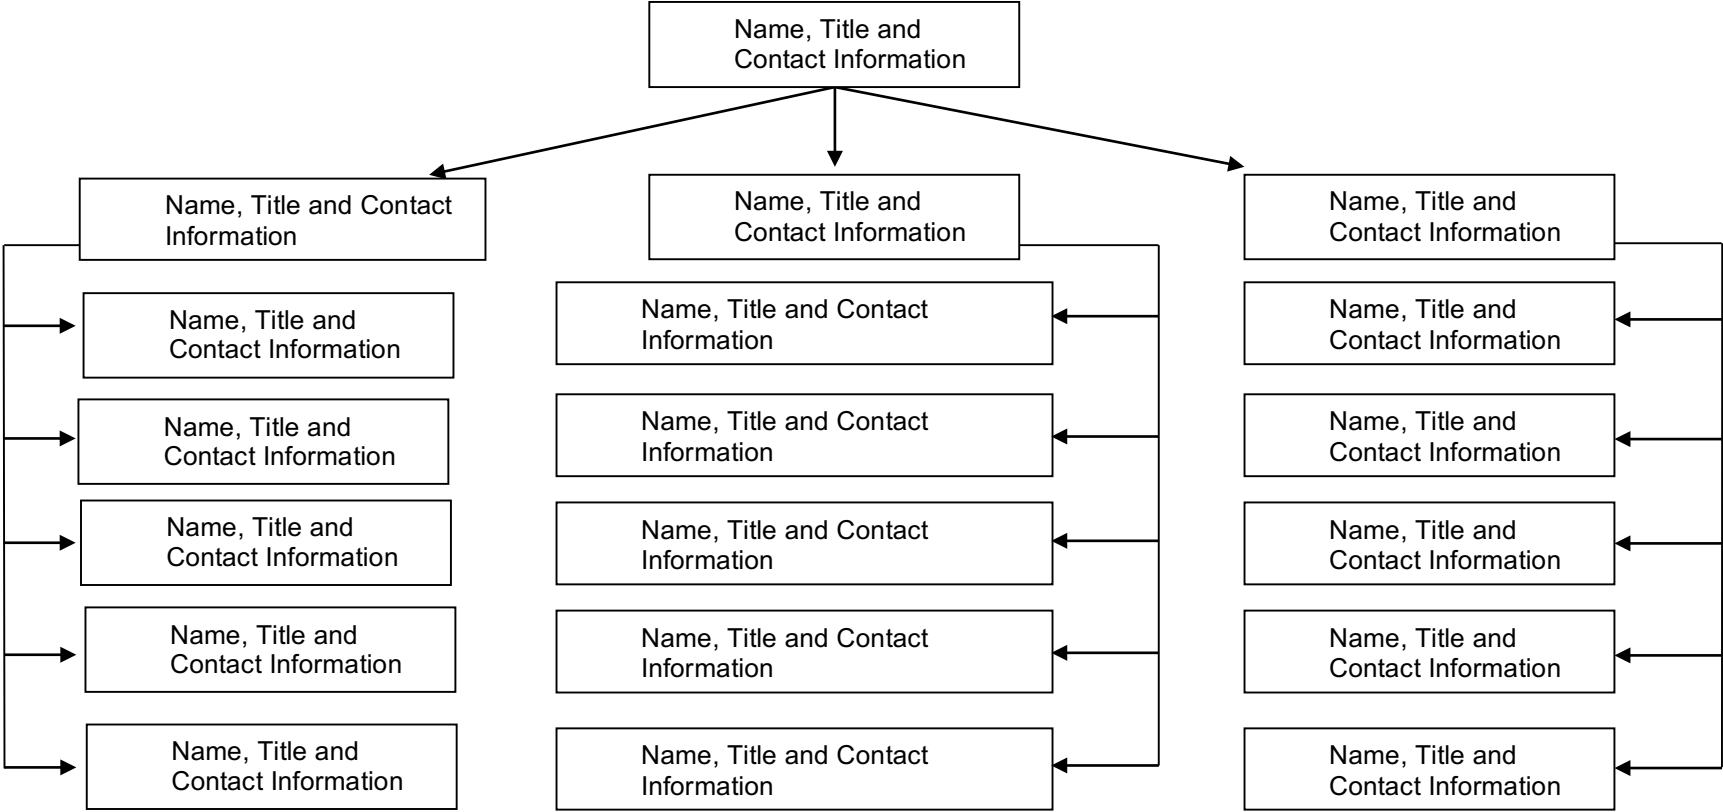 Name, Title and
Contact Information
Name, Title and Contact
Information
Name, Title and
Contact Information
Name, Title and
Contact Information
Name, Title and
Contact Information
Name, Title and
Contact Information
Name, Title and
Contact Information
Name, Title and
Contact Information
Name, Title and
Contact Information
Name, Title and Contact
Information
Name, Title and Contact
Information
Name, Title and Contact
Information
Name, Title and Contact
Information
Name, Title and Contact
Information
Name, Title and
Contact Information
Name, Title and
Contact Information
Name, Title and
Contact Information
Name, Title and
Contact Information
Name, Title and
Contact Information